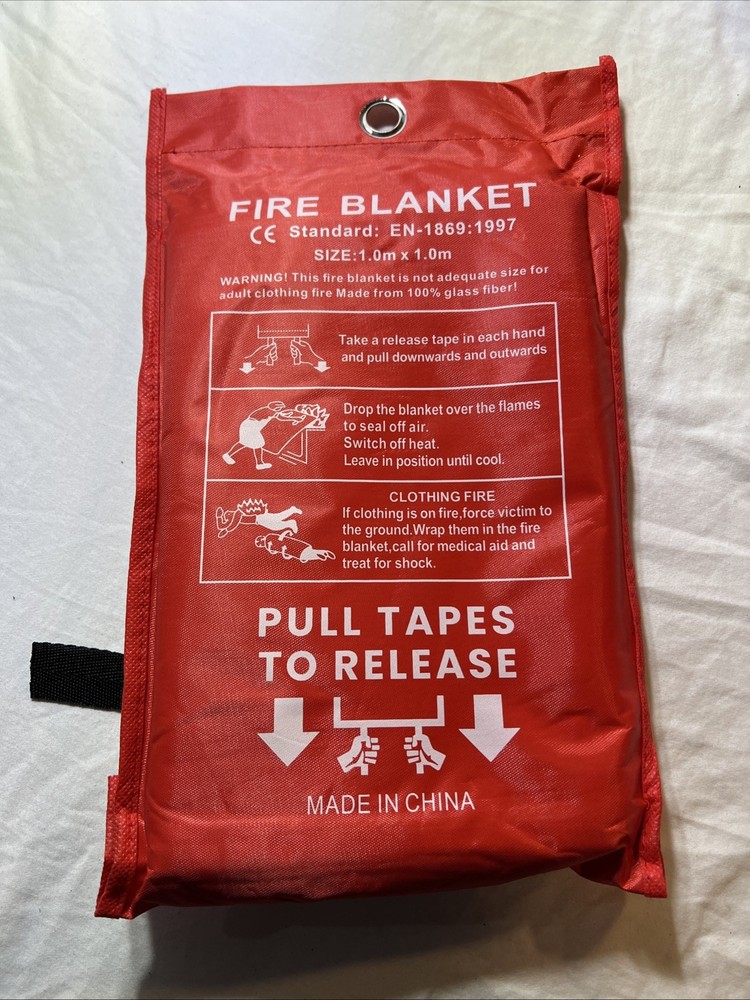 FIRE BLANKET
CE Standard: EN-1869:1997
SIZE:1.0m x 1.0m
WARNING! This fire blanket is not adequate size for
adult clothing fire Made from 100% glass fiber!
Take a release tape in each hand
and pull downwards and outwards
Drop the blanket over the flames
to seal off air.
Switch off heat.
Leave in position until cool.
CLOTHING FIRE
If clothing is on fire,force victim to
the ground.Wrap them in the fire
blanket,call for medical aid and
treat for shock.
PULL TAPES
TO RELEASE
MADE IN CHINA